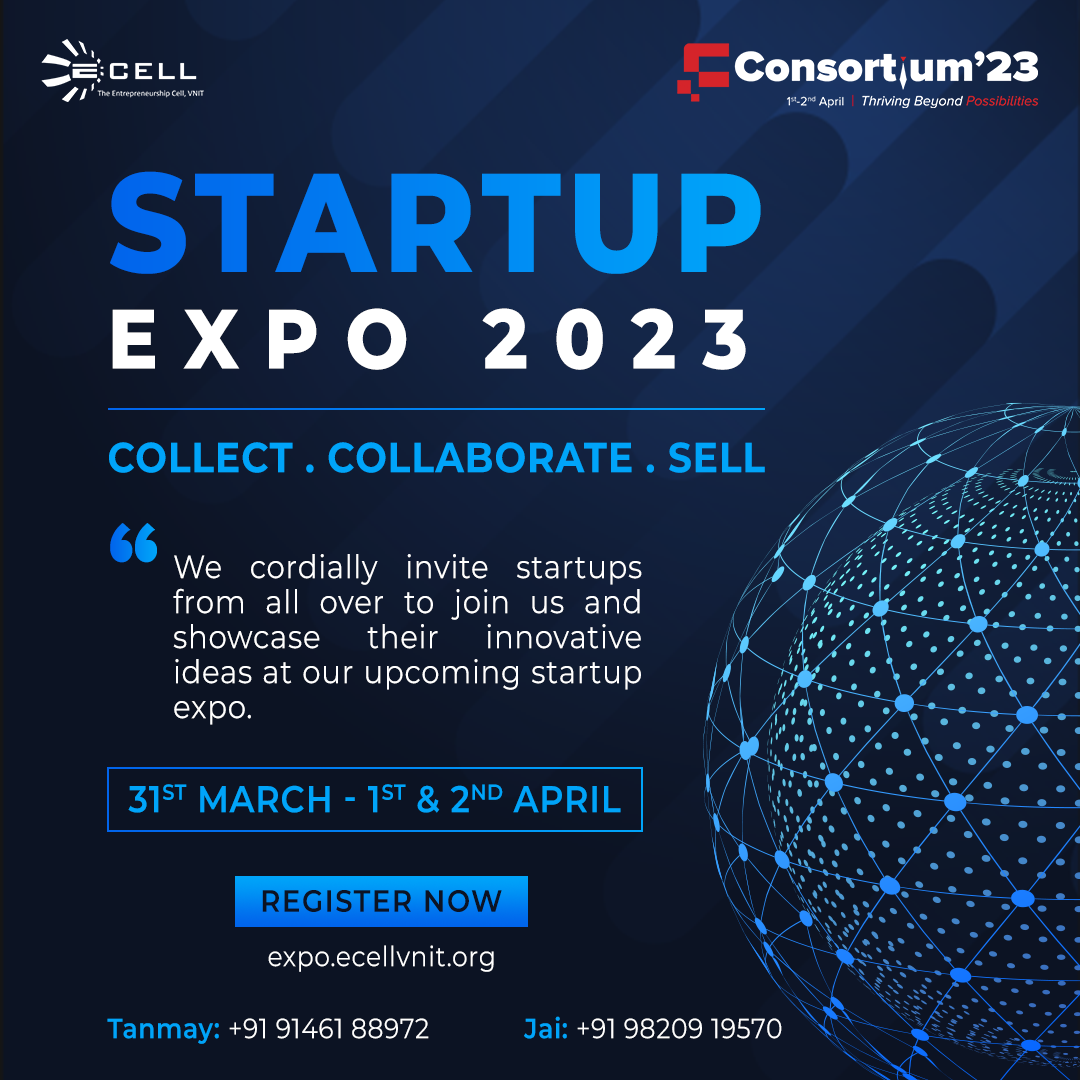 E CELL
The Entrepreneurship Cell, VNIT
Consortium'23
1st-2nd April | Thriving Beyond Possibilities
STARTUP
EXPO 2023
COLLECT . COLLABORATE . SELL
“ We cordially invite startups
from all over to join us and
showcase their innovative
ideas at our upcoming startup
expo.
31ST MARCH - 1ST & 2ND APRIL
REGISTER NOW
expo.ecellvnit.org
Tanmay: +91 91461 88972 Jai: +91 98209 19570